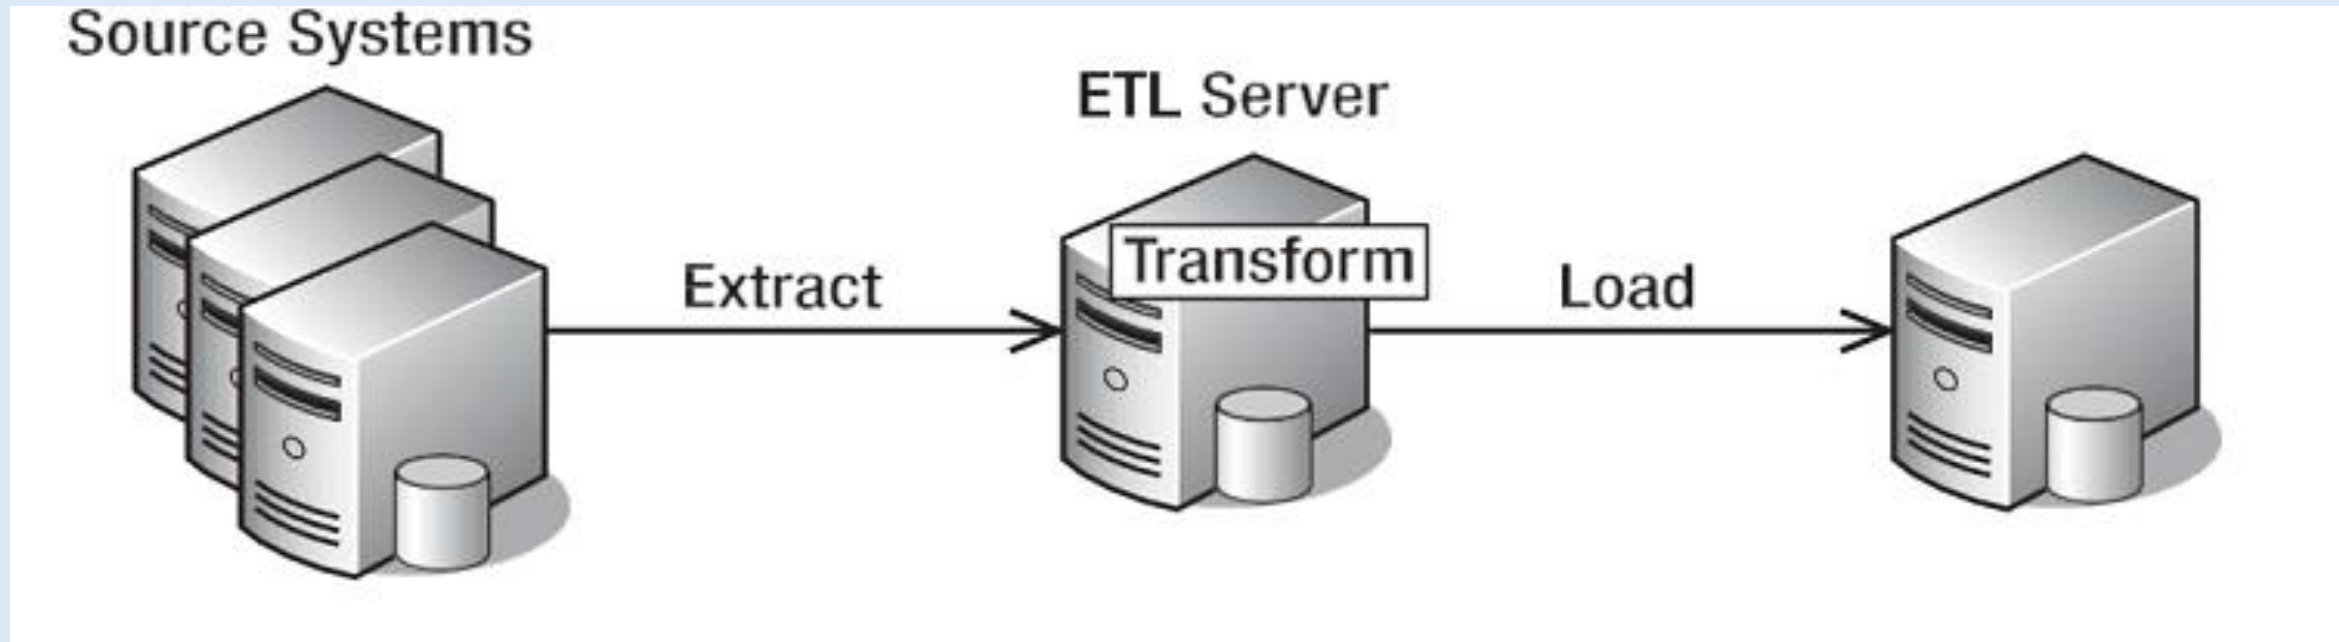 Source Systems
ETL Server
Extract
Transform
Load